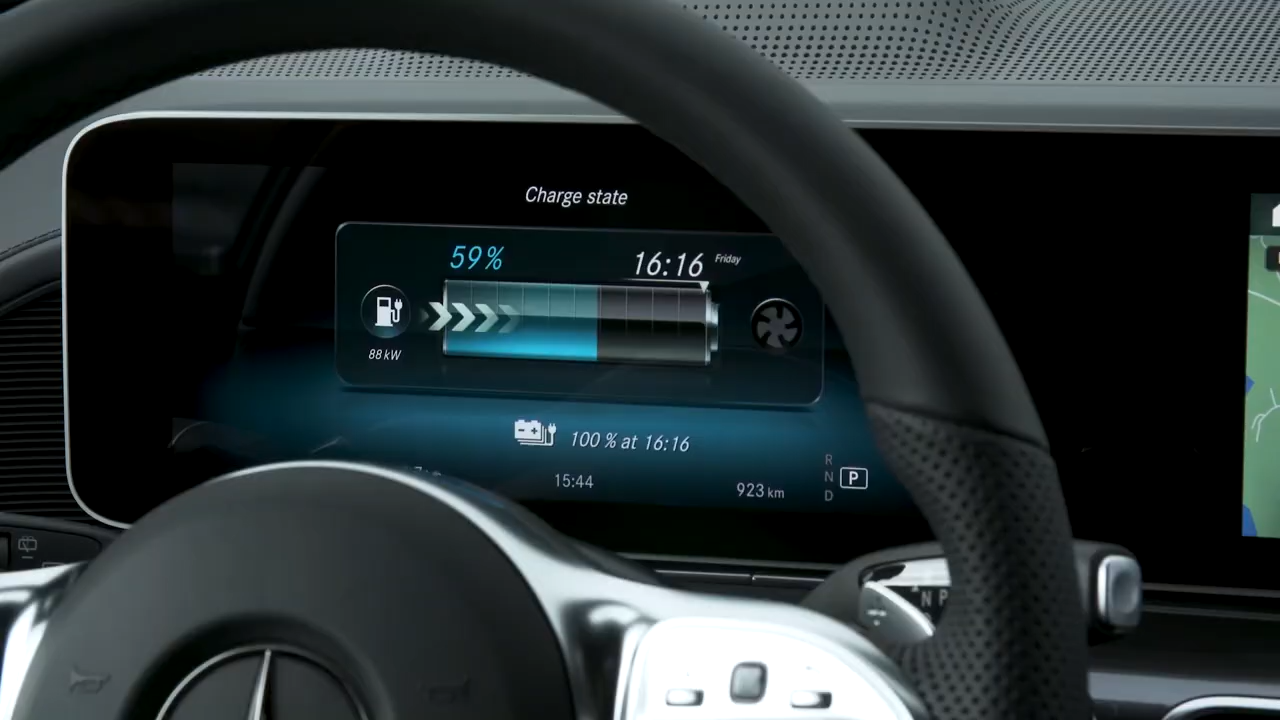 Charge state
59%
16:16 Friday
88 kW
100 % at 16:16
15:44
923 km
R
N
D
P
N P